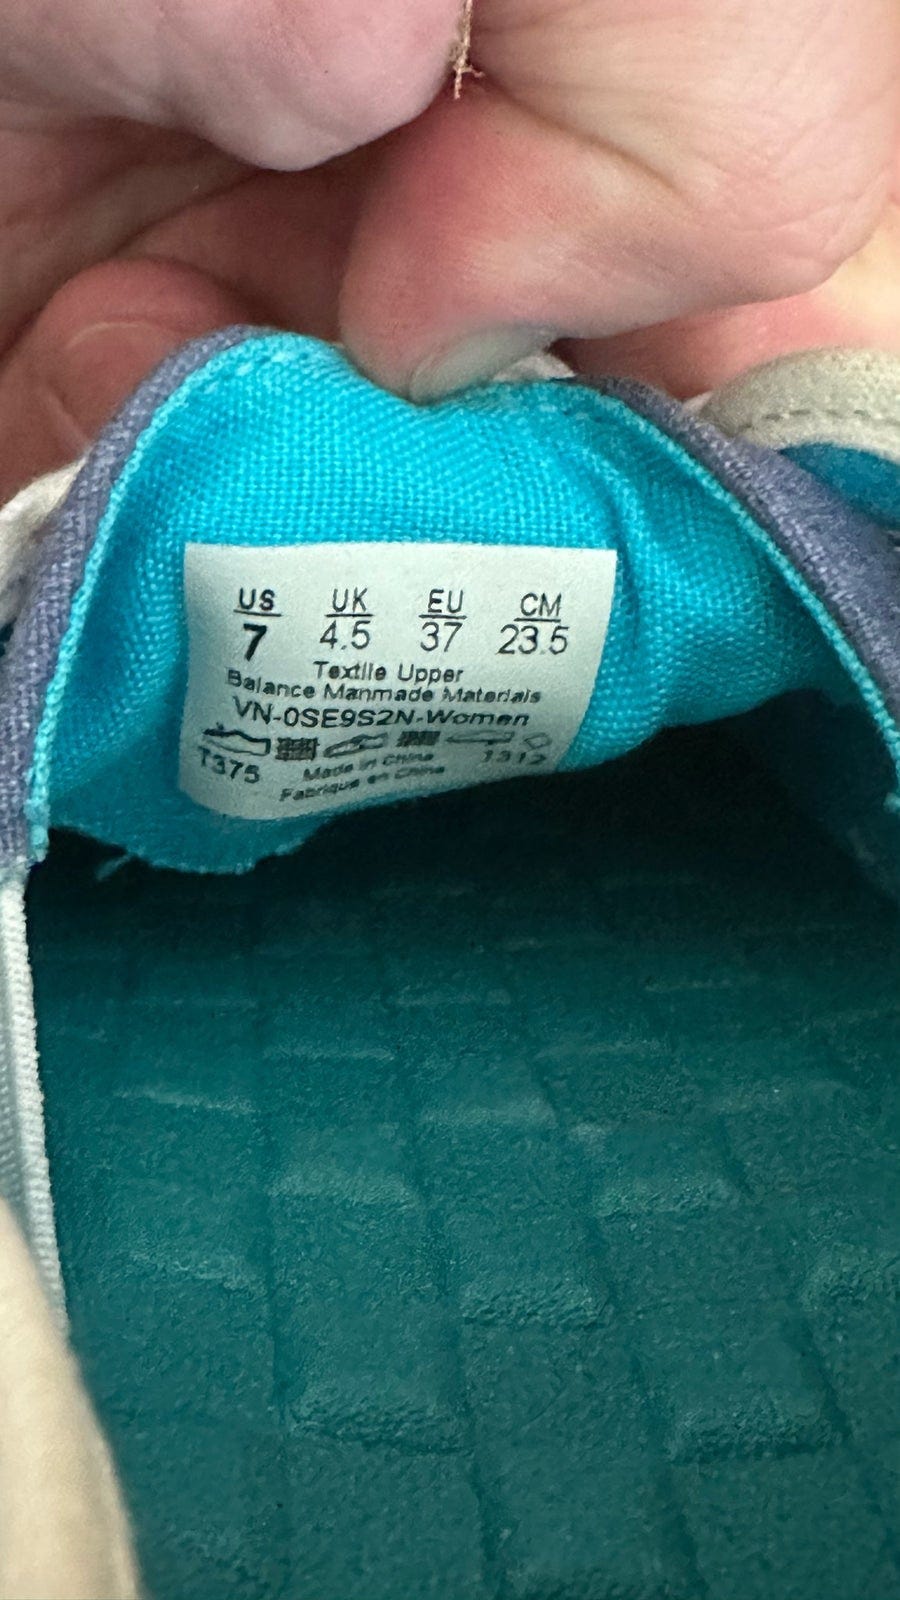 US UK EU CM
7 4.5 37 23.5
Textile Upper
Balance Manmade Materials
VN-0SE9S2N-Women
T375 Made in China 1312
Fabriqué en Chine